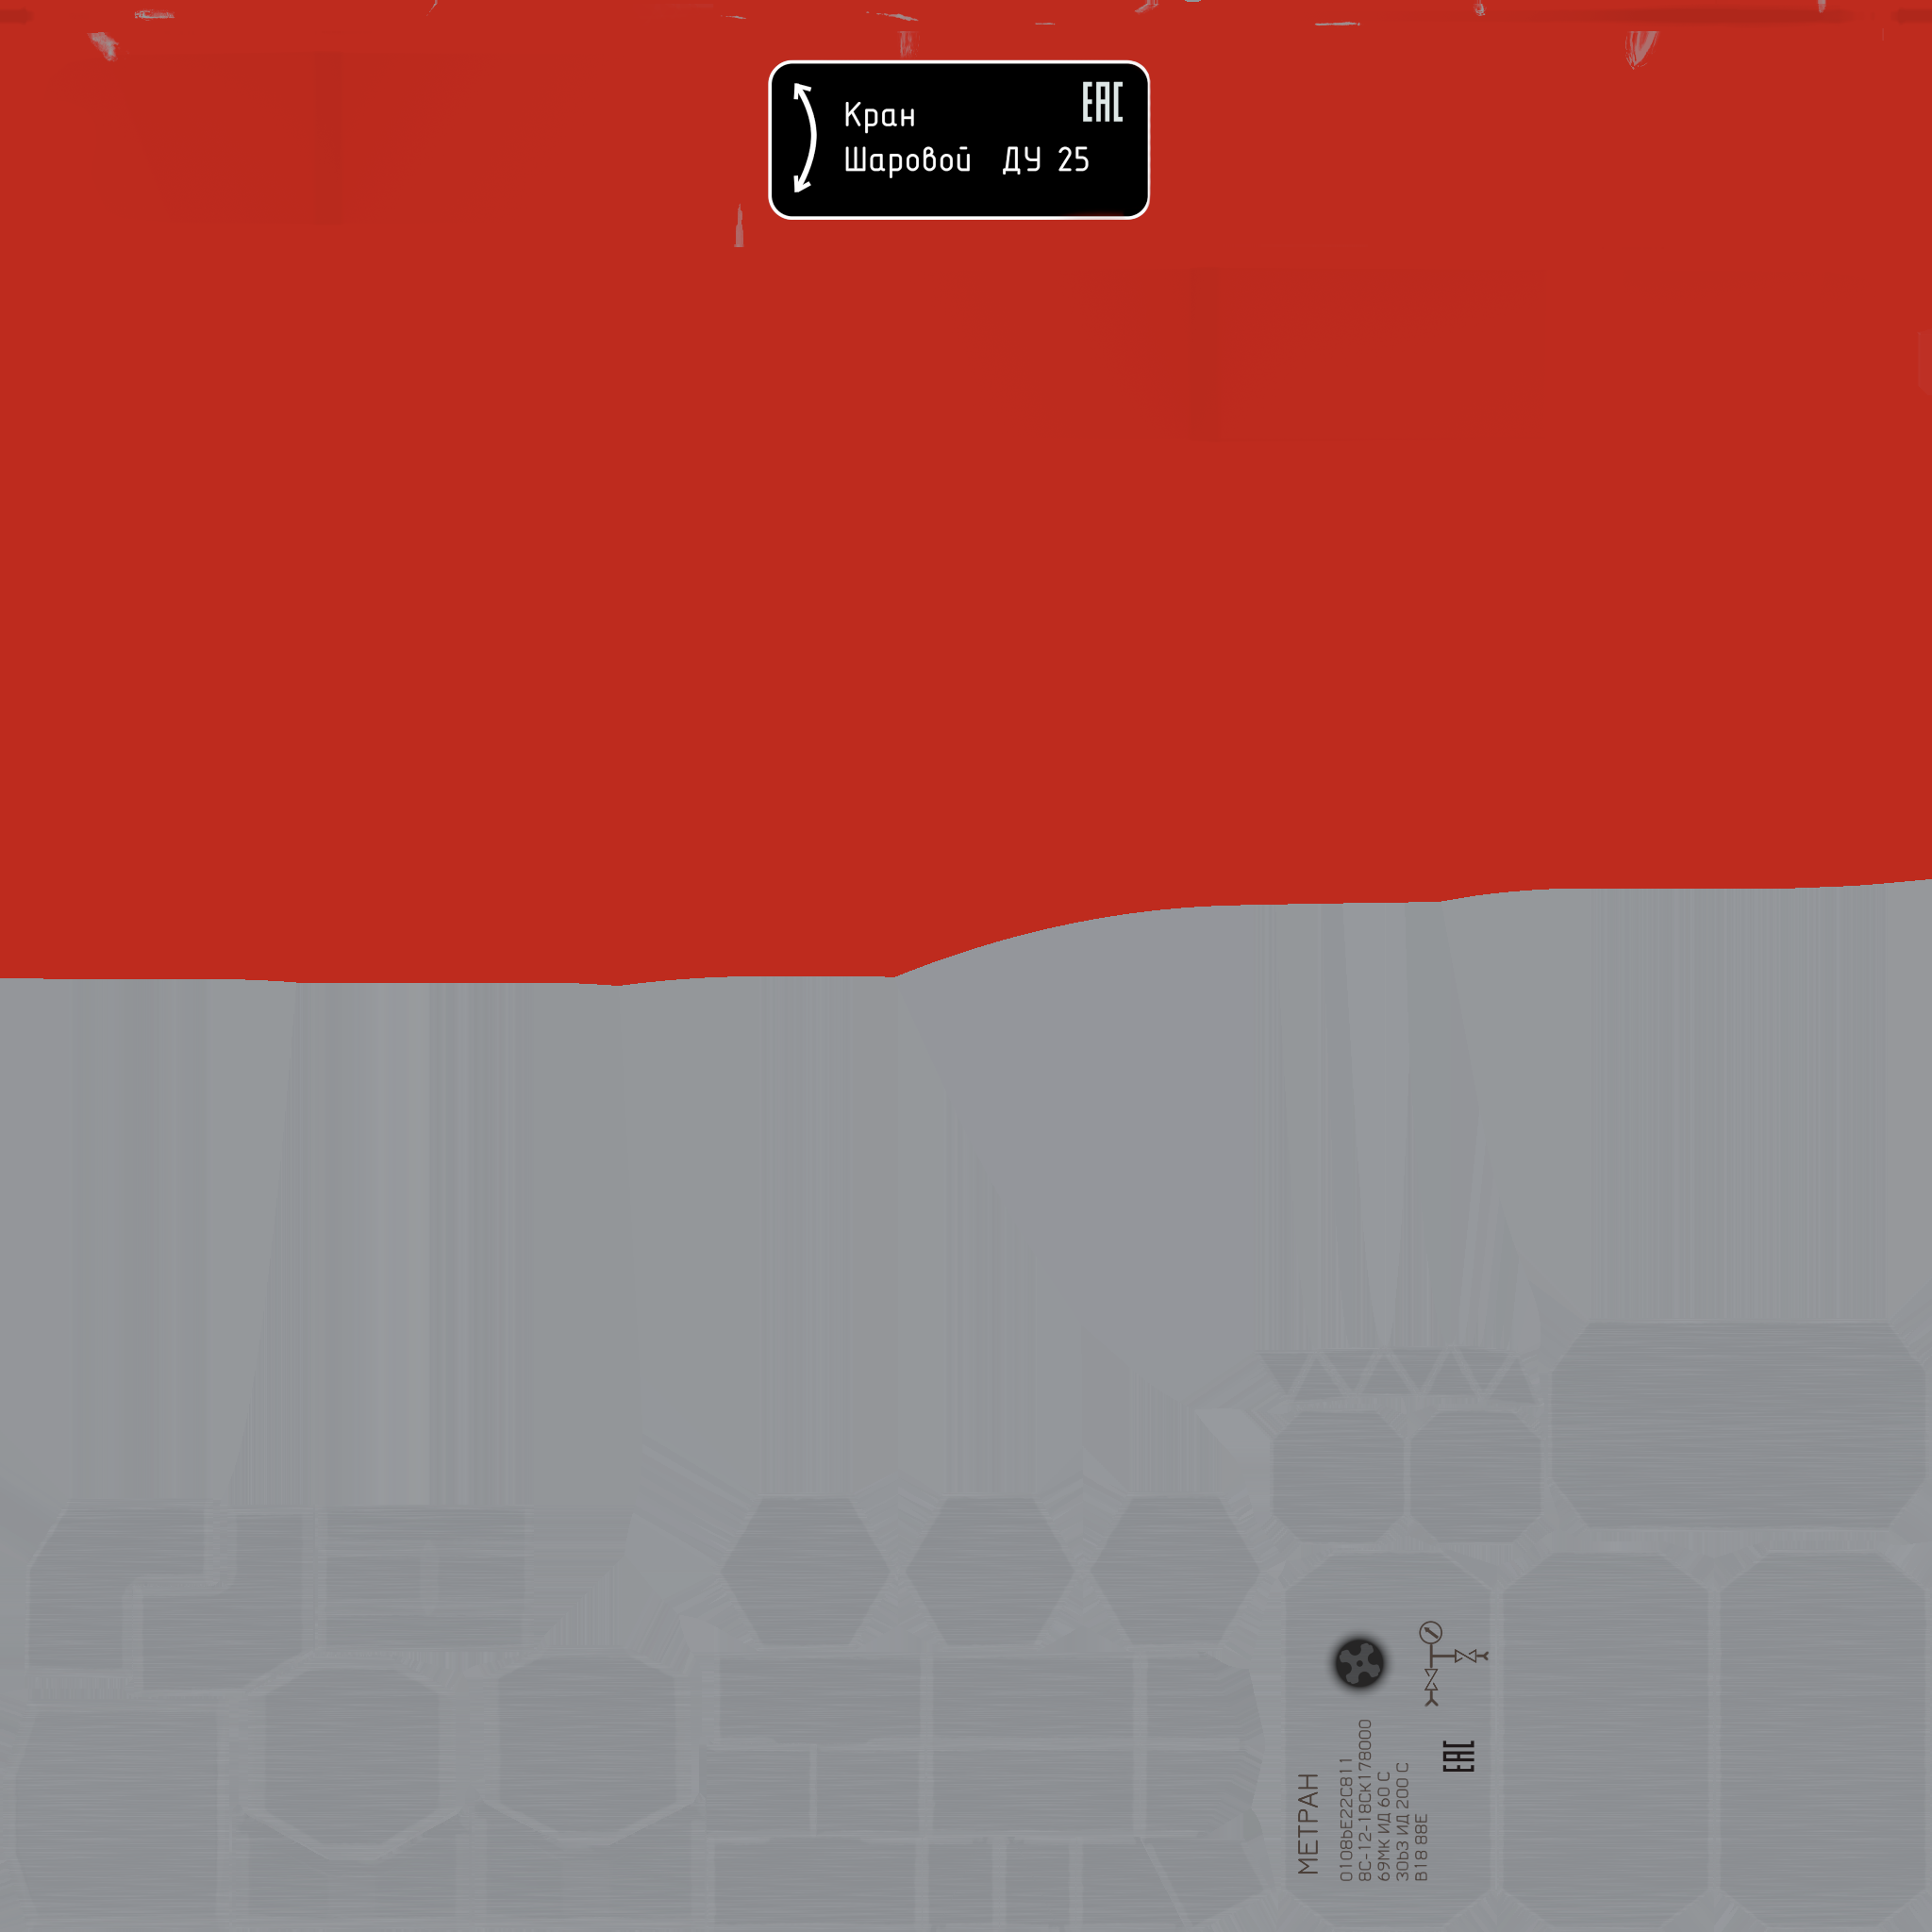 Кран
Шаровой ДУ 25
ЕАС
МЕТРАН
0108ЬЕ22С811
8С-12-18СК178000
69МК ИД 60 С
30Ь3 ИД 200 С
В18 88Е
ЕАС